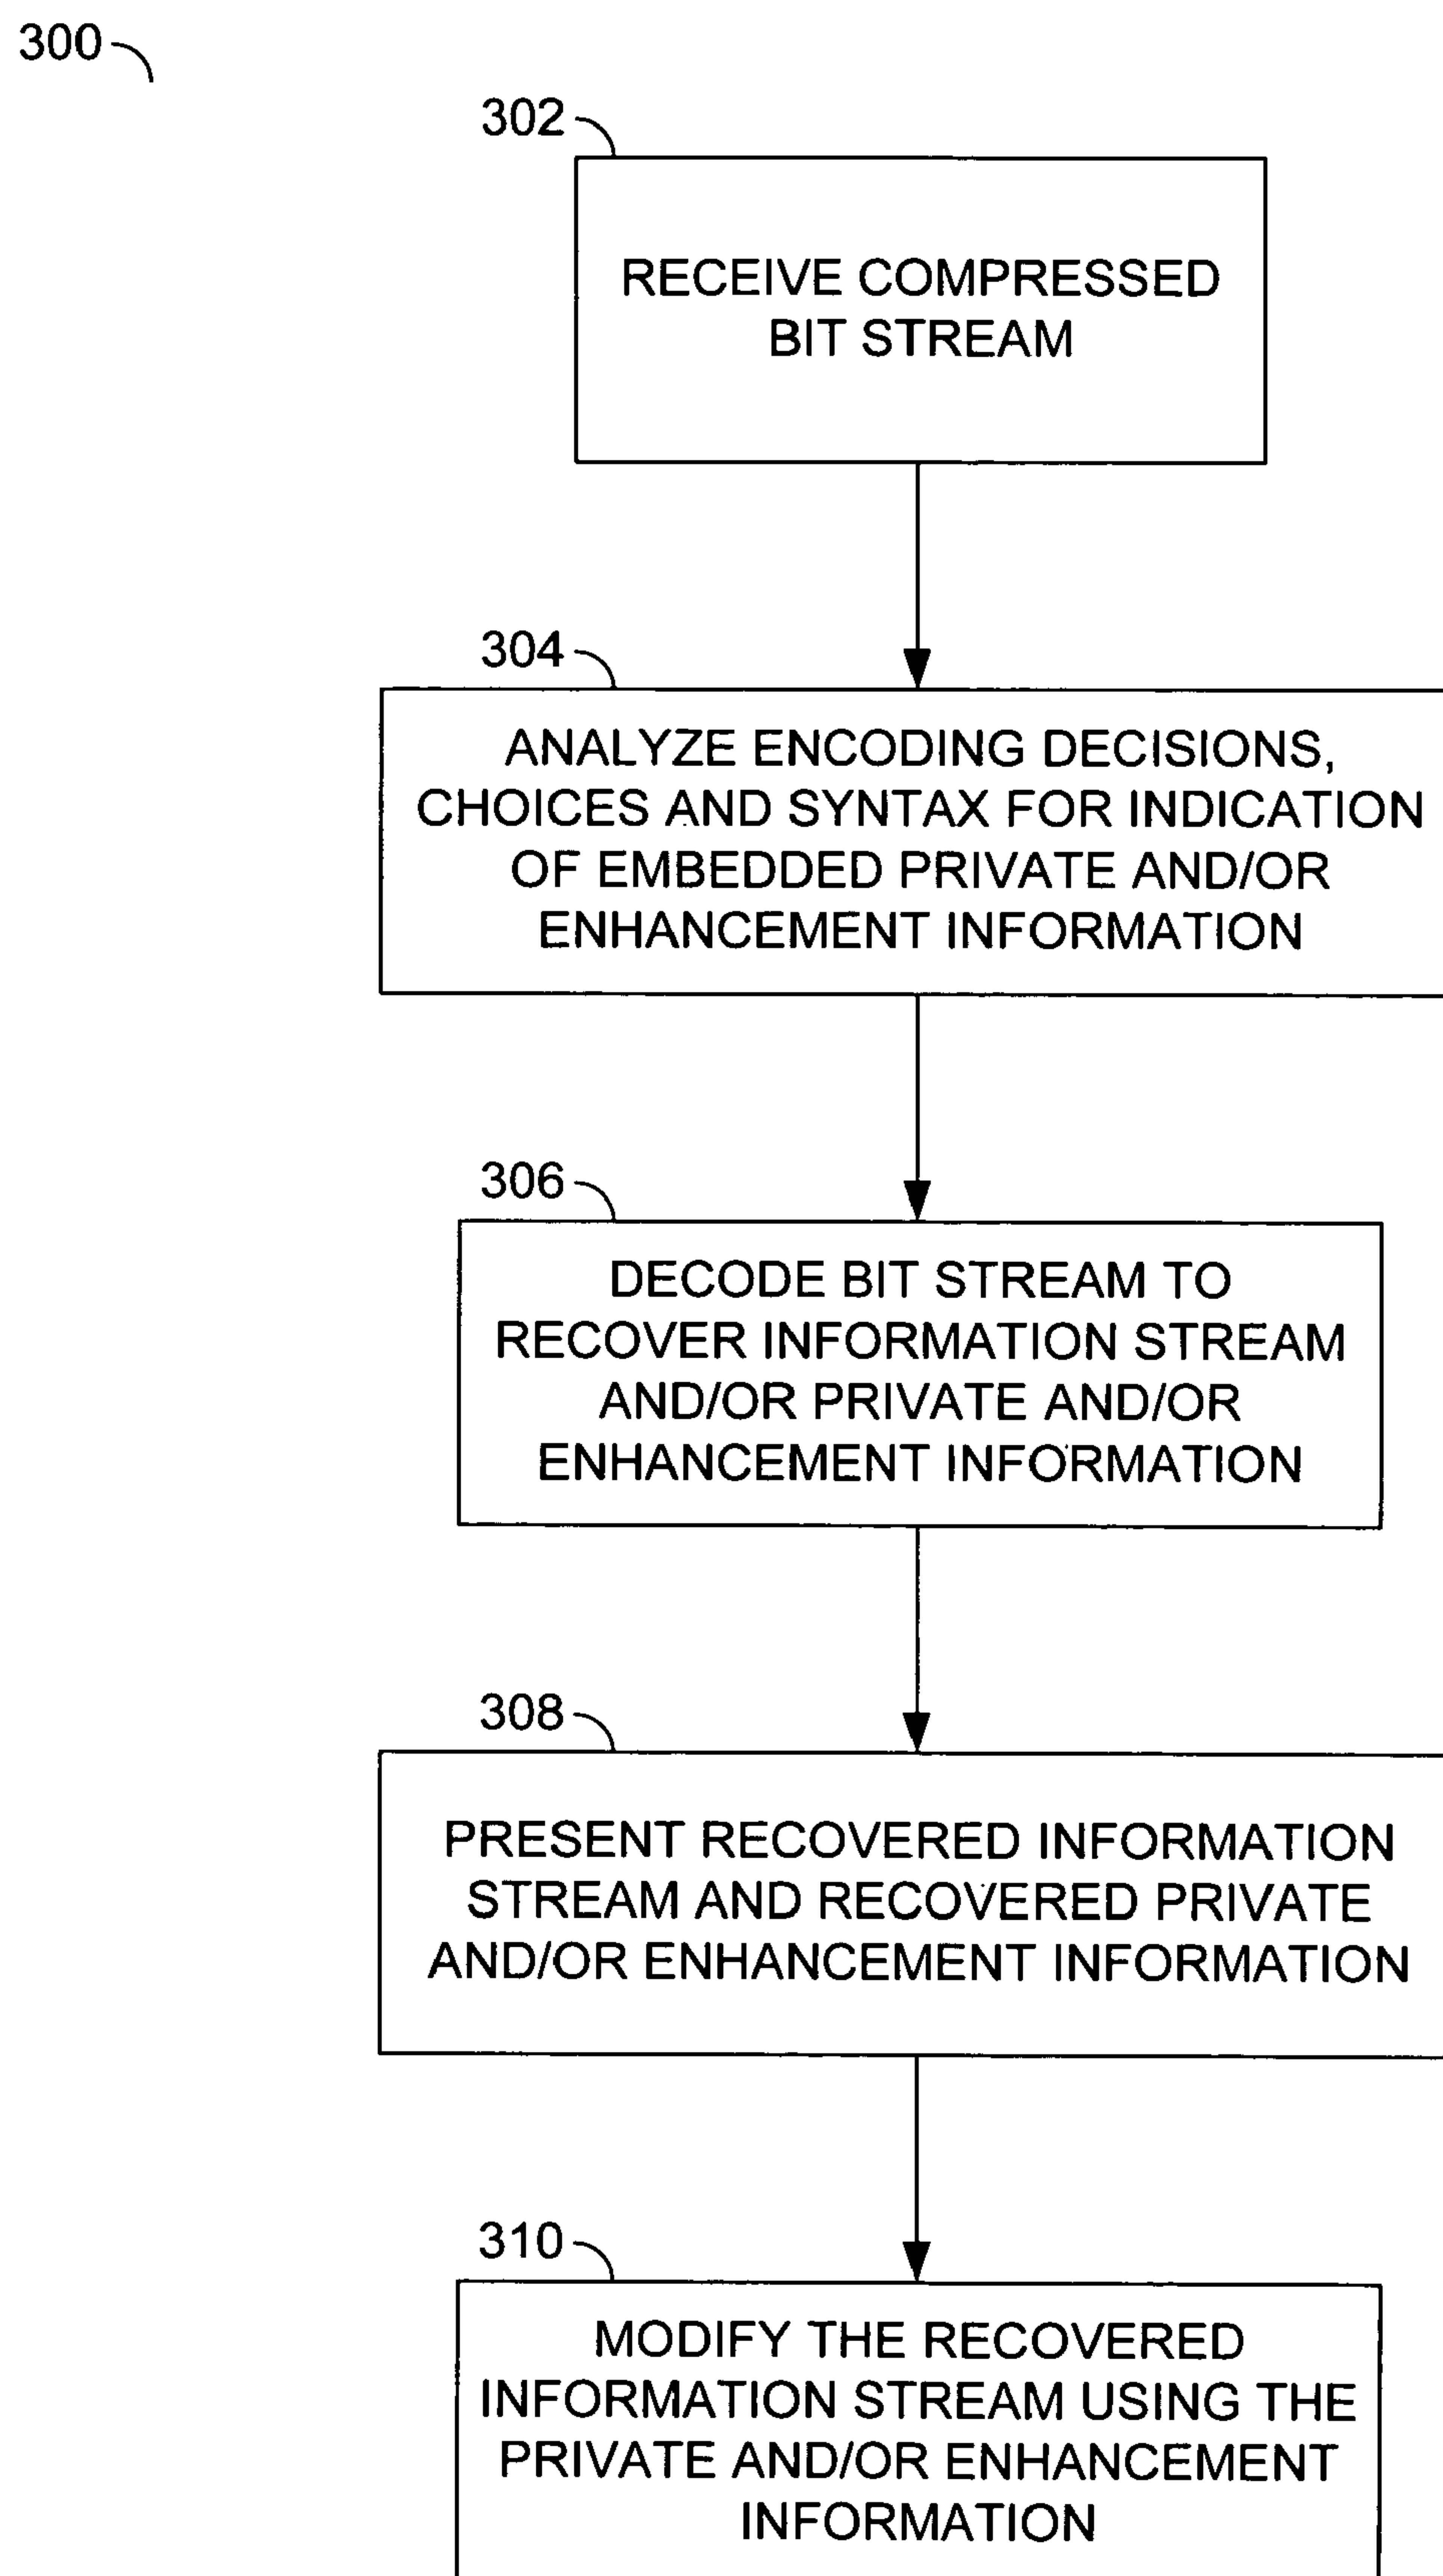 300
302
RECEIVE COMPRESSED
BIT STREAM
304
ANALYZE ENCODING DECISIONS,
CHOICES AND SYNTAX FOR INDICATION
OF EMBEDDED PRIVATE AND/OR
ENHANCEMENT INFORMATION
306
DECODE BIT STREAM TO
RECOVER INFORMATION STREAM
AND/OR PRIVATE AND/OR
ENHANCEMENT INFORMATION
308
PRESENT RECOVERED INFORMATION
STREAM AND RECOVERED PRIVATE
AND/OR ENHANCEMENT INFORMATION
310
MODIFY THE RECOVERED
INFORMATION STREAM USING THE
PRIVATE AND/OR ENHANCEMENT
INFORMATION